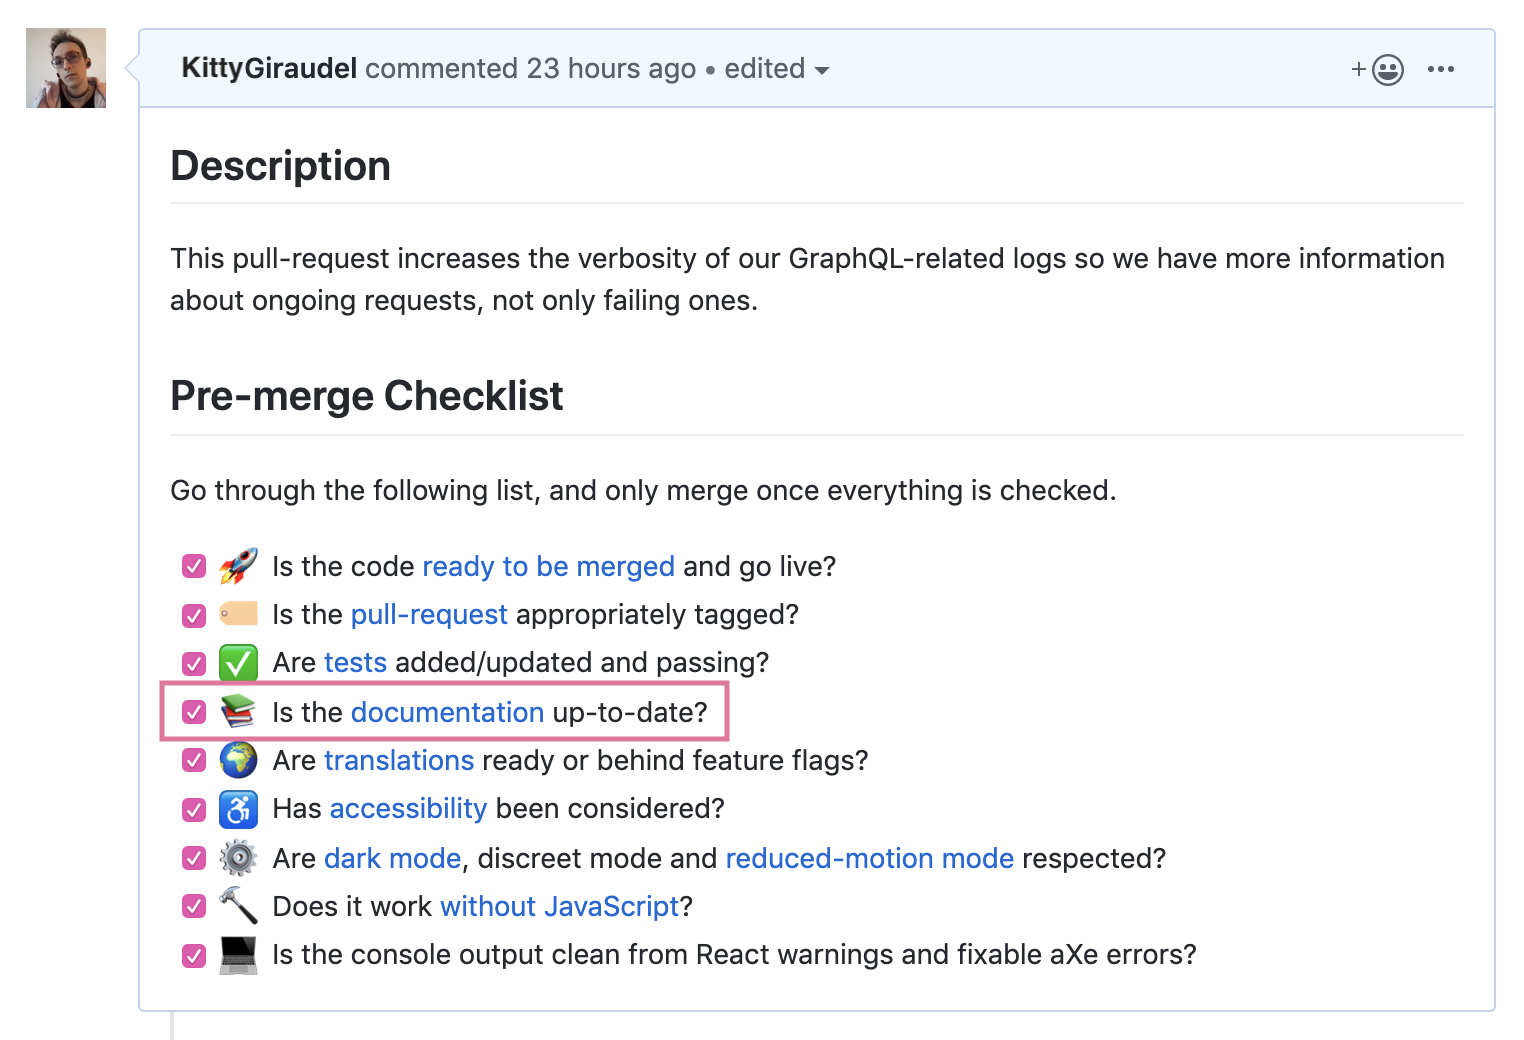 KittyGiraudel commented 23 hours ago • edited
Description
This pull-request increases the verbosity of our GraphQL-related logs so we have more information
about ongoing requests, not only failing ones.
Pre-merge Checklist
Go through the following list, and only merge once everything is checked.
🚀 Is the code ready to be merged and go live?
🏷️ Is the pull-request appropriately tagged?
✅ Are tests added/updated and passing?
📚 Is the documentation up-to-date?
🌍 Are translations ready or behind feature flags?
♿ Has accessibility been considered?
⚙️ Are dark mode, discreet mode and reduced-motion mode respected?
🔨 Does it work without JavaScript?
💻 Is the console output clean from React warnings and fixable aXe errors?